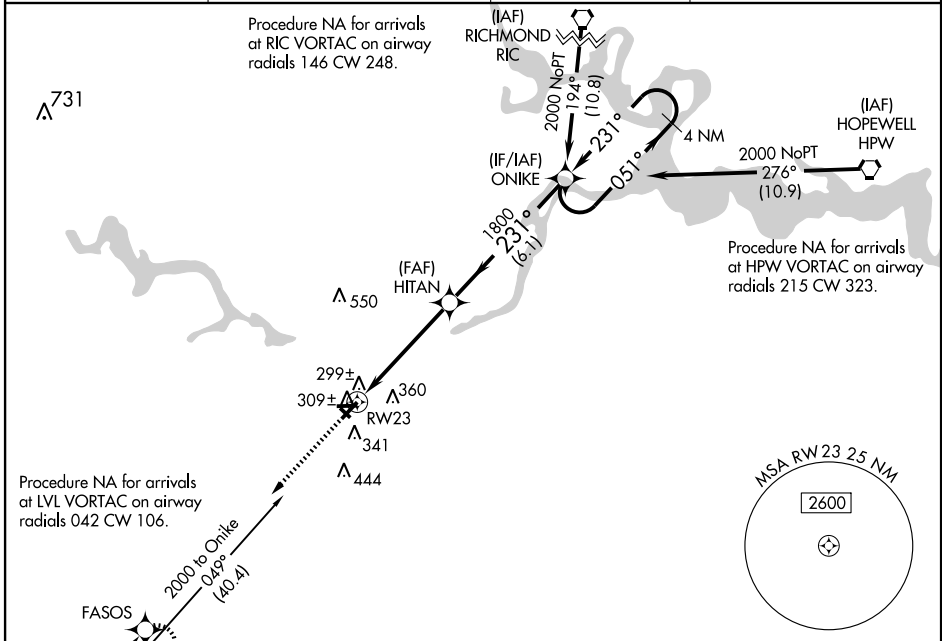 Procedure NA for arrivals
at RIC VORTAC on airway
radials 146 CW 248.
(IAF)
RICHMOND
RIC
731
2000 NoPT
194°
(10.8)
231°
051°
4 NM
(IAF)
HOPEWELL
HPW
2000 NoPT
276°
(10.9)
(IF/IAF)
ONIKE
1800
231°
(6.1)
Procedure NA for arrivals
at HPW VORTAC on airway
radials 215 CW 323.
(FAF)
HITAN
550
299±
309±
360
RW23
341
444
Procedure NA for arrivals
at LVL VORTAC on airway
radials 042 CW 106.
2000 to Onike
049°
(40.4)
FASOS
MSA RW23 25 NM
2600